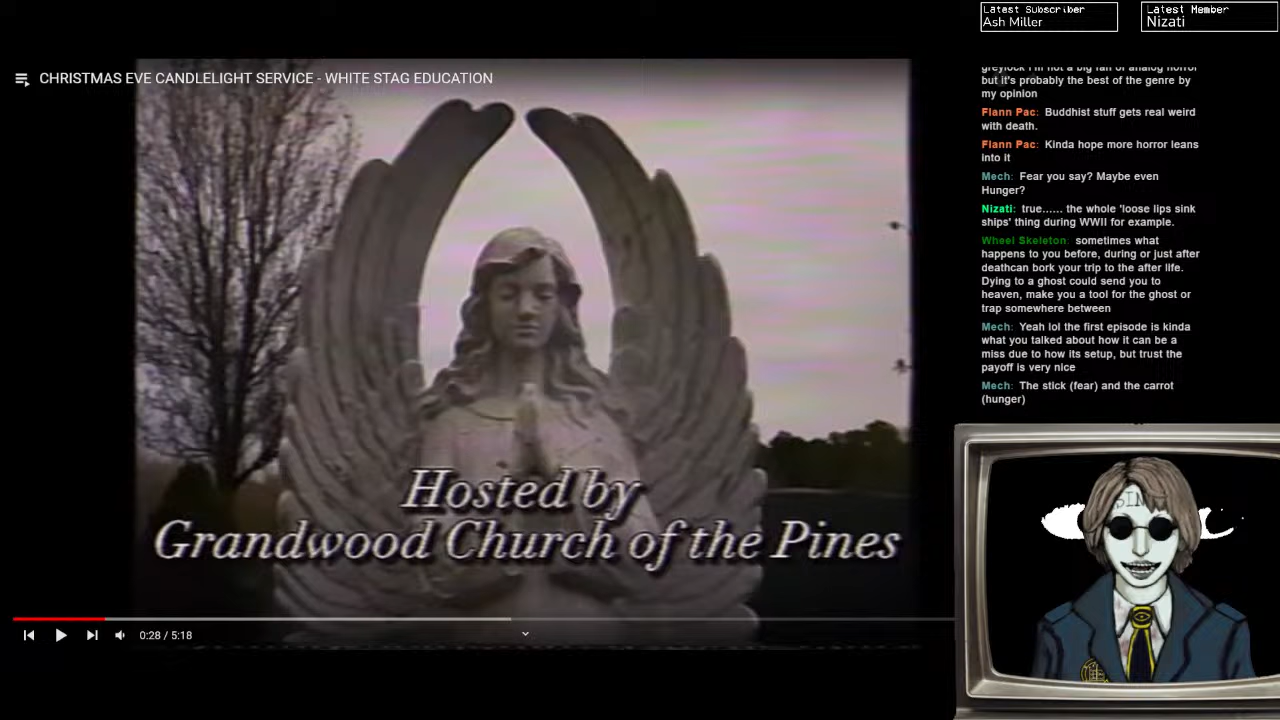 Latest Subscriber
Ash Miller
Latest Member
Nizati
CHRISTMAS EVE CANDLELIGHT SERVICE - WHITE STAG EDUCATION
greylock i'm not a big fan of analog horror
but it's probably the best of the genre by
my opinion
Flann Pac: Buddhist stuff gets real weird
with death.
Flann Pac: Kinda hope more horror leans
into it
Mech: Fear you say? Maybe even
Hunger?
Nizati: true...... the whole 'loose lips sink
ships' thing during WWII for example.
Wheel Skeleton: sometimes what
happens to you before, during or just after
deathcan bork your trip to the after life.
Dying to a ghost could send you to
heaven, make you a tool for the ghost or
trap somewhere between
Mech: Yeah lol the first episode is kinda
what you talked about how it can be a
miss due to how its setup, but trust the
payoff is very nice
Mech: The stick (fear) and the carrot
(hunger)
Hosted by
Grandwood Church of the Pines
0:28 / 5:18